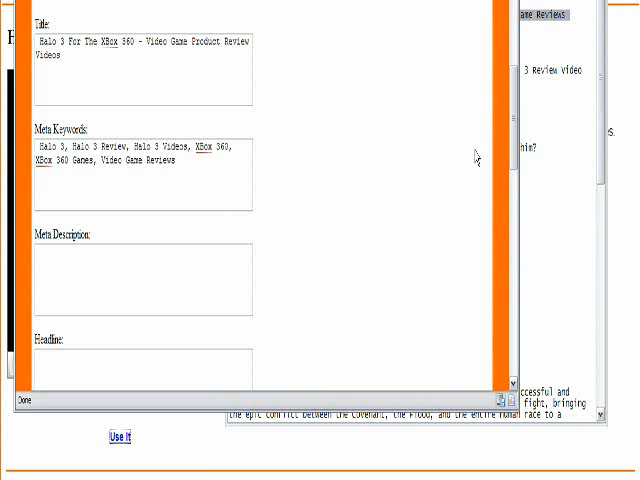 ame Reviews
Title:
Halo 3 For The XBox 360 - Video Game Product Review
Videos
3 Review Video
Meta Keywords:
Halo 3, Halo 3 Review, Halo 3 Videos, XBox 360,
XBox 360 Games, Video Game Reviews
him?
Meta Description:
Headline:
ccessful and
fight, bringing
Done
the epic conflict between the Covenant, the Flood, and the entire human race to a
Use It